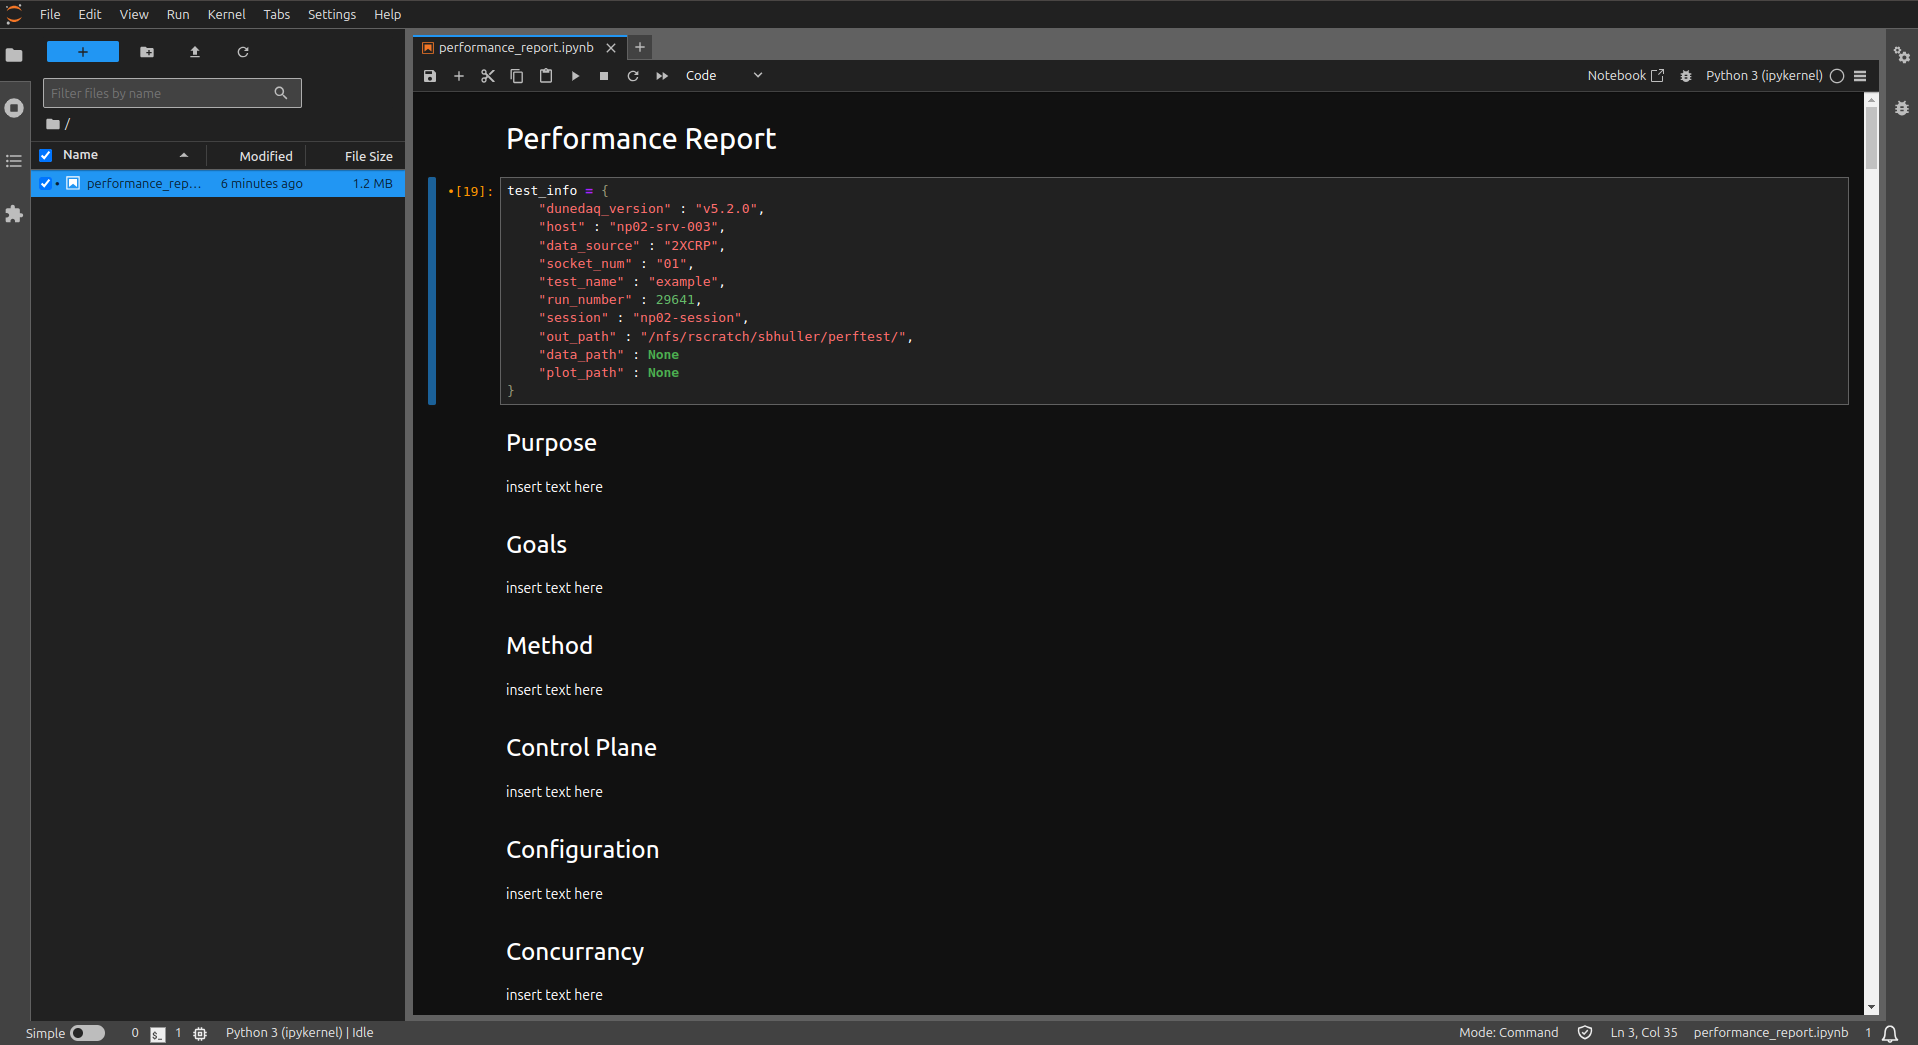 File Edit View Run Kernel Tabs Settings Help
performance_report.ipynb
Code
Notebook
Python 3 (ipykernel)
Filter files by name
/
Name
Modified
File Size
performance_rep...
6 minutes ago
1.2 MB
Performance Report
[19]:
test_info = {
"dunedaq_version" : "v5.2.0",
"host" : "np02-srv-003",
"data_source" : "2XCRP",
"socket_num" : "01",
"test_name" : "example",
"run_number" : 29641,
"session" : "np02-session",
"out_path" : "/nfs/rscratch/sbhuller/perftest/",
"data_path" : None
"plot_path" : None
}
Purpose
insert text here
Goals
insert text here
Method
insert text here
Control Plane
insert text here
Configuration
insert text here
Concurrancy
insert text here
Simple
0
1
Python 3 (ipykernel) | Idle
Mode: Command
Ln 3, Col 35
performance_report.ipynb
1